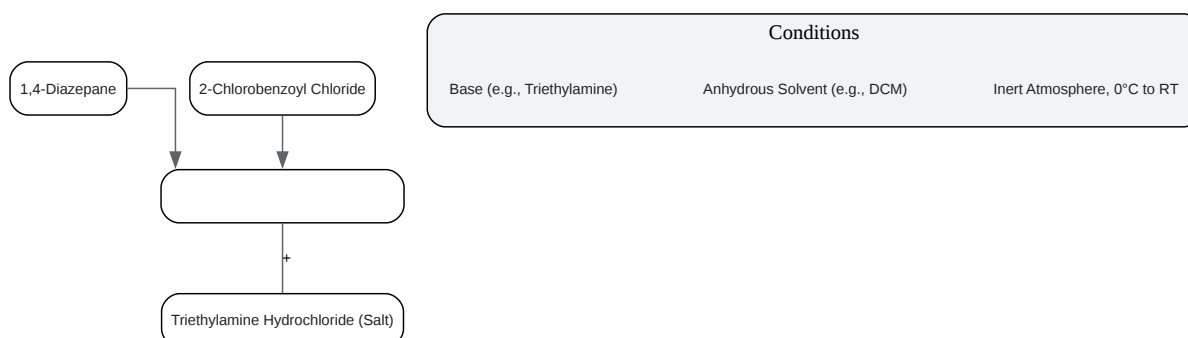 Conditions
1,4-Diazepane
2-Chlorobenzoyl Chloride
Base (e.g., Triethylamine)
Anhydrous Solvent (e.g., DCM)
Inert Atmosphere, 0°C to RT
+
Triethylamine Hydrochloride (Salt)